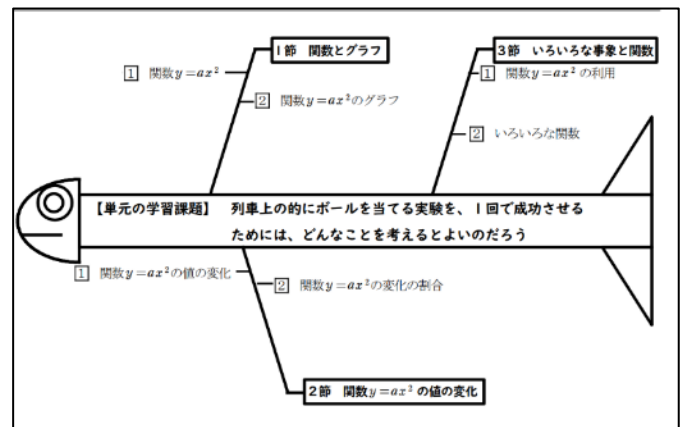 1節 関数とグラフ
1 関数y=ax²
2 関数y=ax²のグラフ
3節 いろいろな事象と関数
1 関数y=ax²の利用
2 いろいろな関数
【単元の学習課題】 列車上の的にボールを当てる実験を、1回で成功させる
ためには、どんなことを考えるとよいのだろう
1 関数y=ax²の値の変化
2 関数y=ax²の変化の割合
2節 関数y=ax²の値の変化